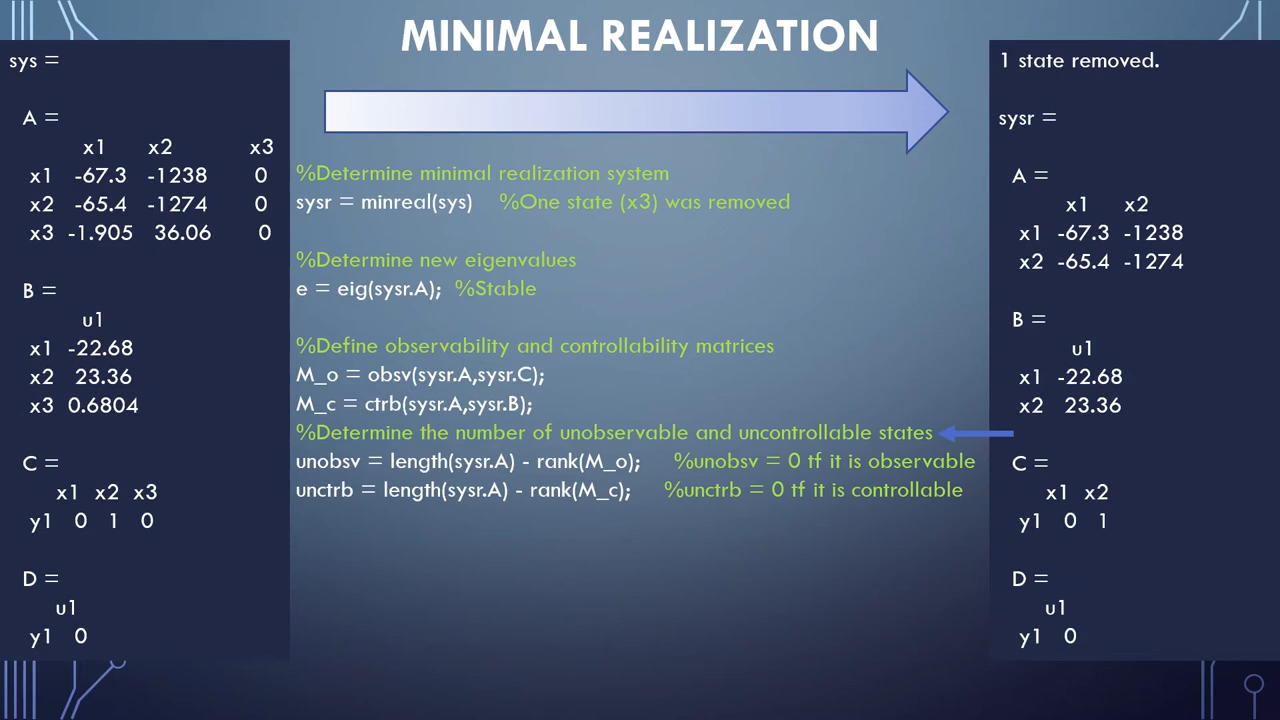 MINIMAL REALIZATION
sys =
A =
x1 x2 x3
x1 -67.3 -1238 0
x2 -65.4 -1274 0
x3 -1.905 36.06 0
B =
u1
x1 -22.68
x2 23.36
x3 0.6804
C =
x1 x2 x3
y1 0 1 0
D =
u1
y1 0
%Determine minimal realization system
sysr = minreal(sys) %One state (x3) was removed
%Determine new eigenvalues
e = eig(sysr.A); %Stable
%Define observability and controllability matrices
M_o = obsv(sysr.A,sysr.C);
M_c = ctrb(sysr.A,sysr.B);
%Determine the number of unobservable and uncontrollable states
unobsv = length(sysr.A) - rank(M_o); %unobsv = 0 tf it is observable
unctrb = length(sysr.A) - rank(M_c); %unctrb = 0 tf it is controllable
1 state removed.
sysr =
A =
x1 x2
x1 -67.3 -1238
x2 -65.4 -1274
B =
u1
x1 -22.68
x2 23.36
C =
x1 x2
y1 0 1
D =
u1
y1 0